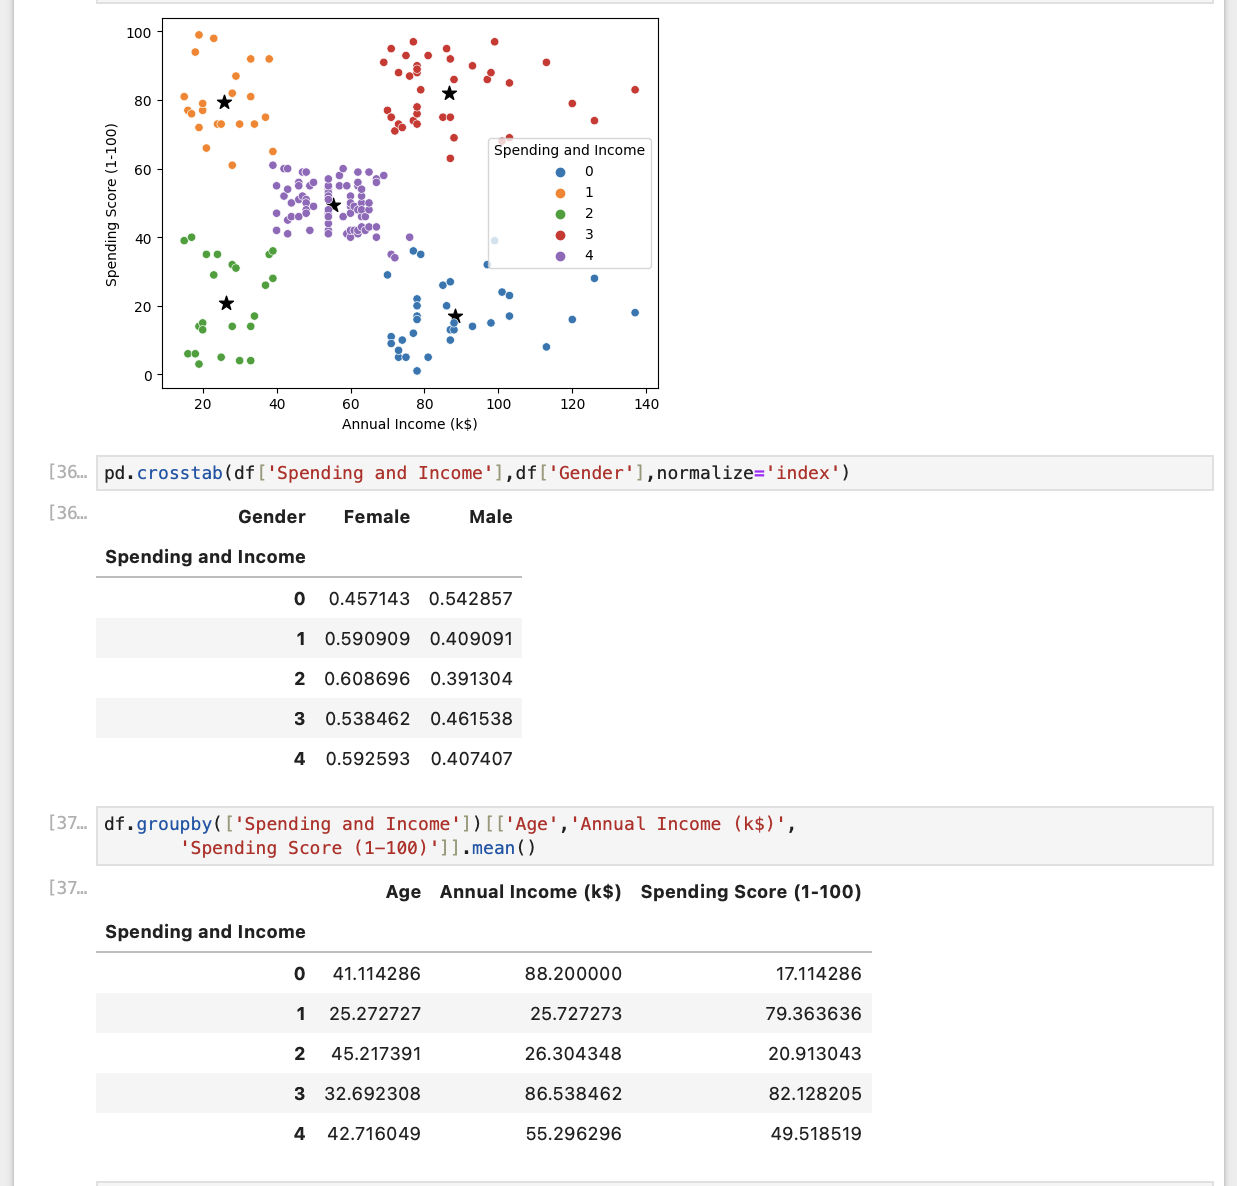 100
80
60
40
20
0
Spending Score (1-100)
Spending and Income
0
1
2
3
4
20 40 60 80 100 120 140
Annual Income (k$)
[36… pd.crosstab(df['Spending and Income'],df['Gender'],normalize='index')
[36… Gender Female Male
Spending and Income
0 0.457143 0.542857
1 0.590909 0.409091
2 0.608696 0.391304
3 0.538462 0.461538
4 0.592593 0.407407
[37… df.groupby(['Spending and Income'])[['Age','Annual Income (k$)',
'Spending Score (1-100)']].mean()
[37… Age Annual Income (k$) Spending Score (1-100)
Spending and Income
0 41.114286 88.200000 17.114286
1 25.272727 25.727273 79.363636
2 45.217391 26.304348 20.913043
3 32.692308 86.538462 82.128205
4 42.716049 55.296296 49.518519